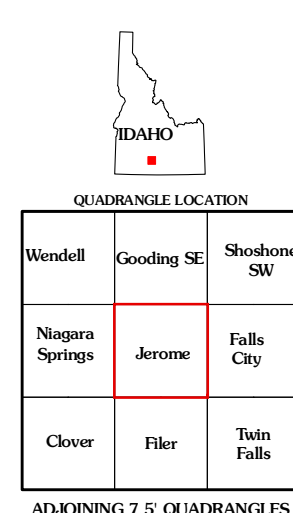 IDAHO
QUADRANGLE LOCATION
Wendell
Gooding SE
Shoshone
SW
Niagara
Springs
Jerome
Falls
City
Clover
Filer
Twin
Falls
ADJOINING 7.5' QUADRANGLES